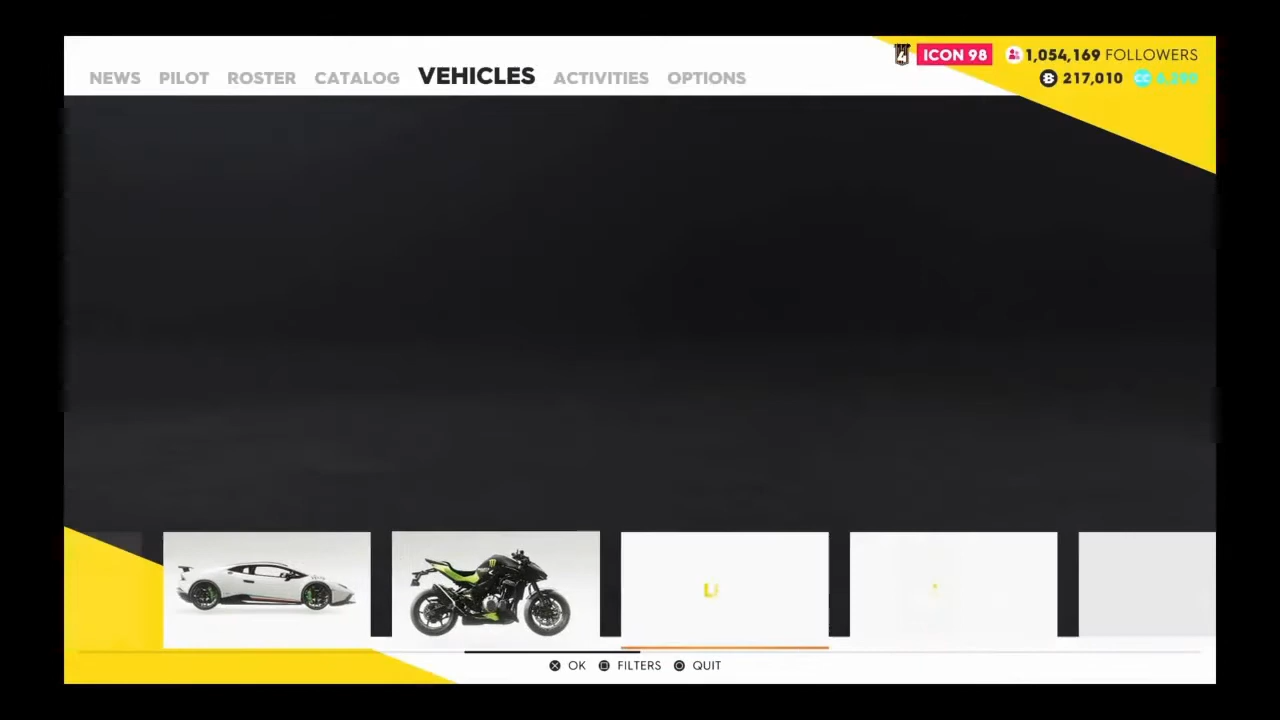 ICON 98 1,054,169 FOLLOWERS
NEWS PILOT ROSTER CATALOG VEHICLES ACTIVITIES OPTIONS 217,010
OK FILTERS QUIT